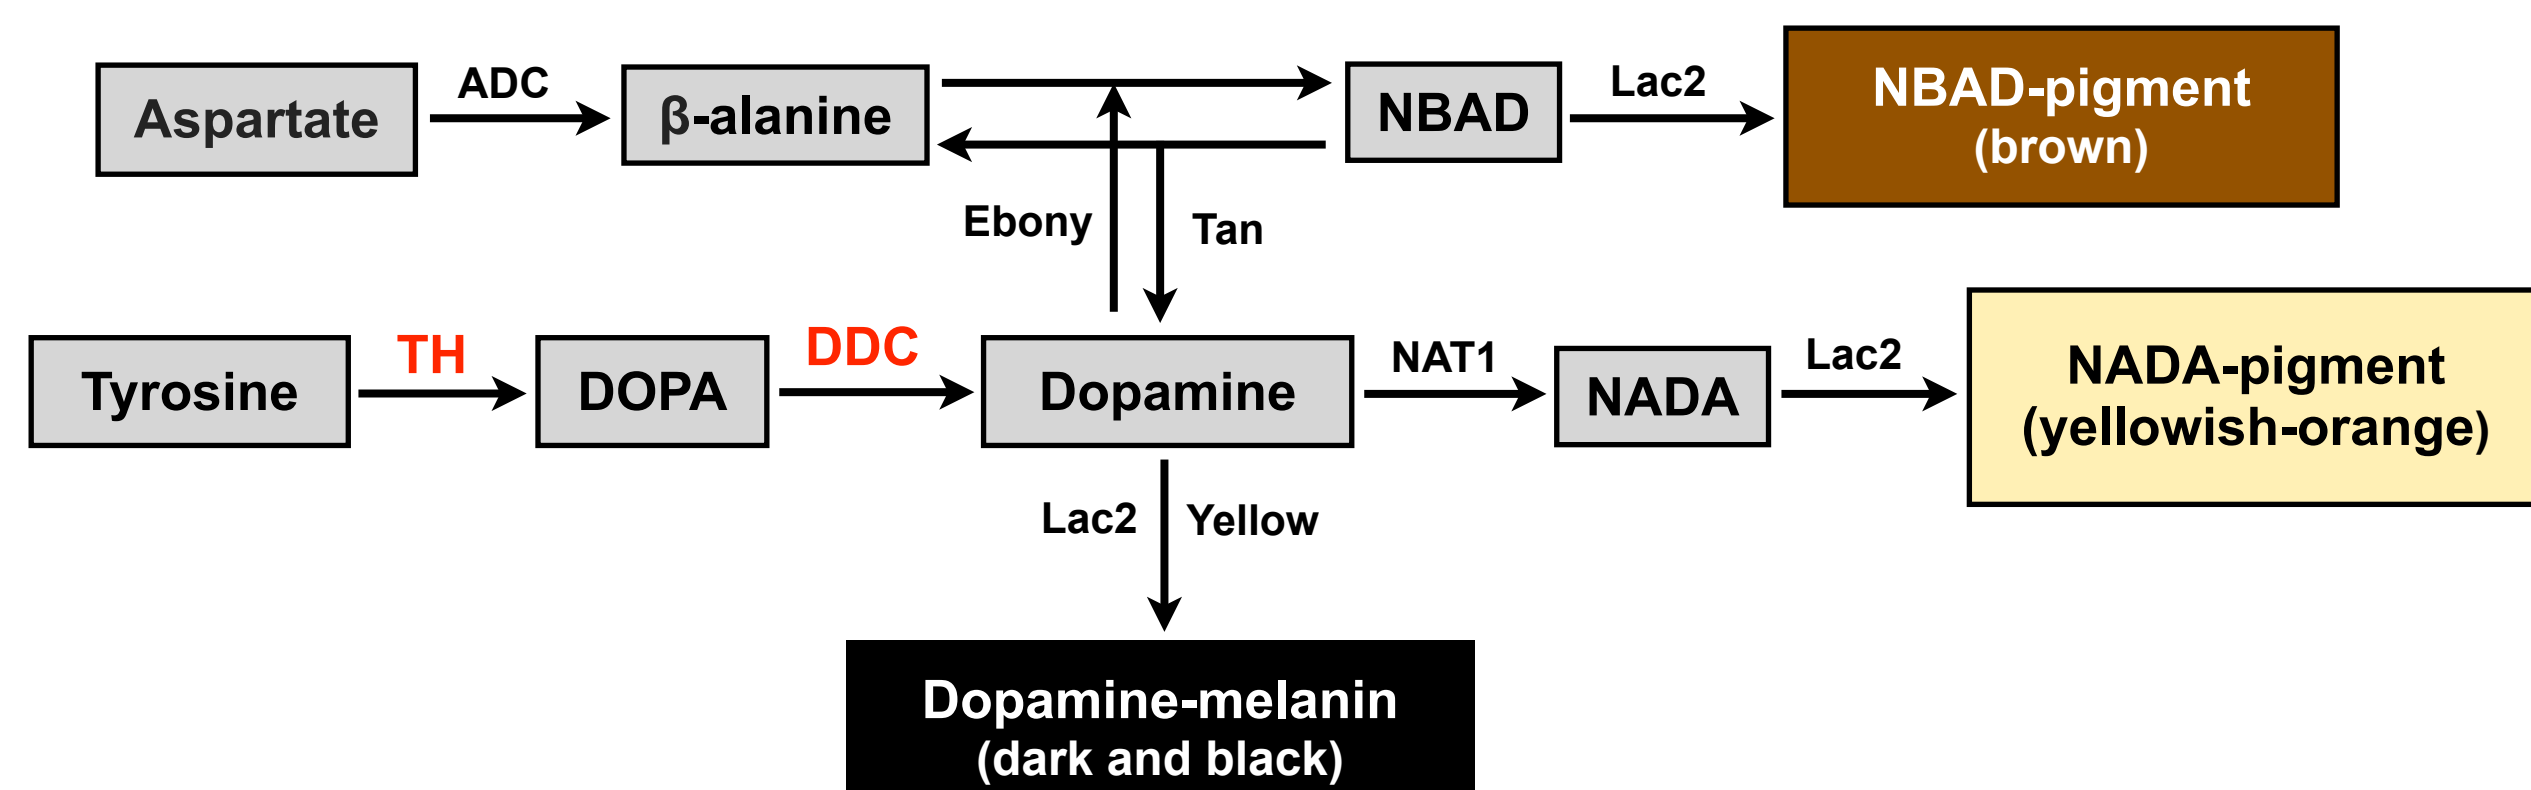 Aspartate
ADC
β-alanine
NBAD
Lac2
NBAD-pigment
(brown)
Ebony
Tan
Tyrosine
TH
DOPA
DDC
Dopamine
NAT1
NADA
Lac2
NADA-pigment
(yellowish-orange)
Lac2
Yellow
Dopamine-melanin
(dark and black)